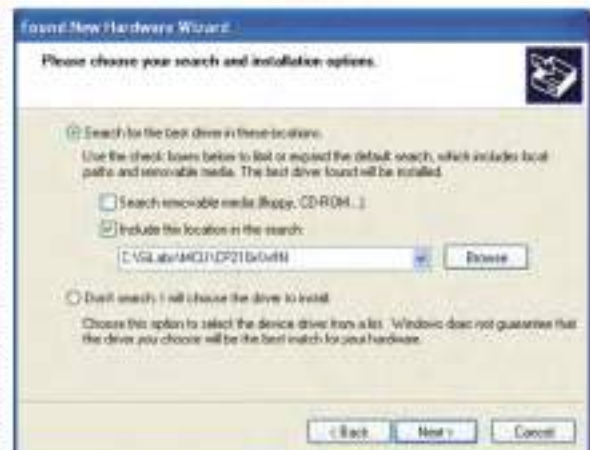 Found New Hardware Wizard
Please choose your search and installation options.
Search for the best driver in these locations.
Use the check boxes below to limit or expand the default search, which includes local
paths and removable media. The best driver found will be installed.
Search removable media (floppy, CD-ROM...)
Include this location in the search:
C:\SiLabs\MCU\CP210x\WIN
Browse
Don't search. I will choose the driver to install.
Choose this option to select the device driver from a list. Windows does not guarantee that
the driver you choose will be the best match for your hardware.
< Back
Next >
Cancel